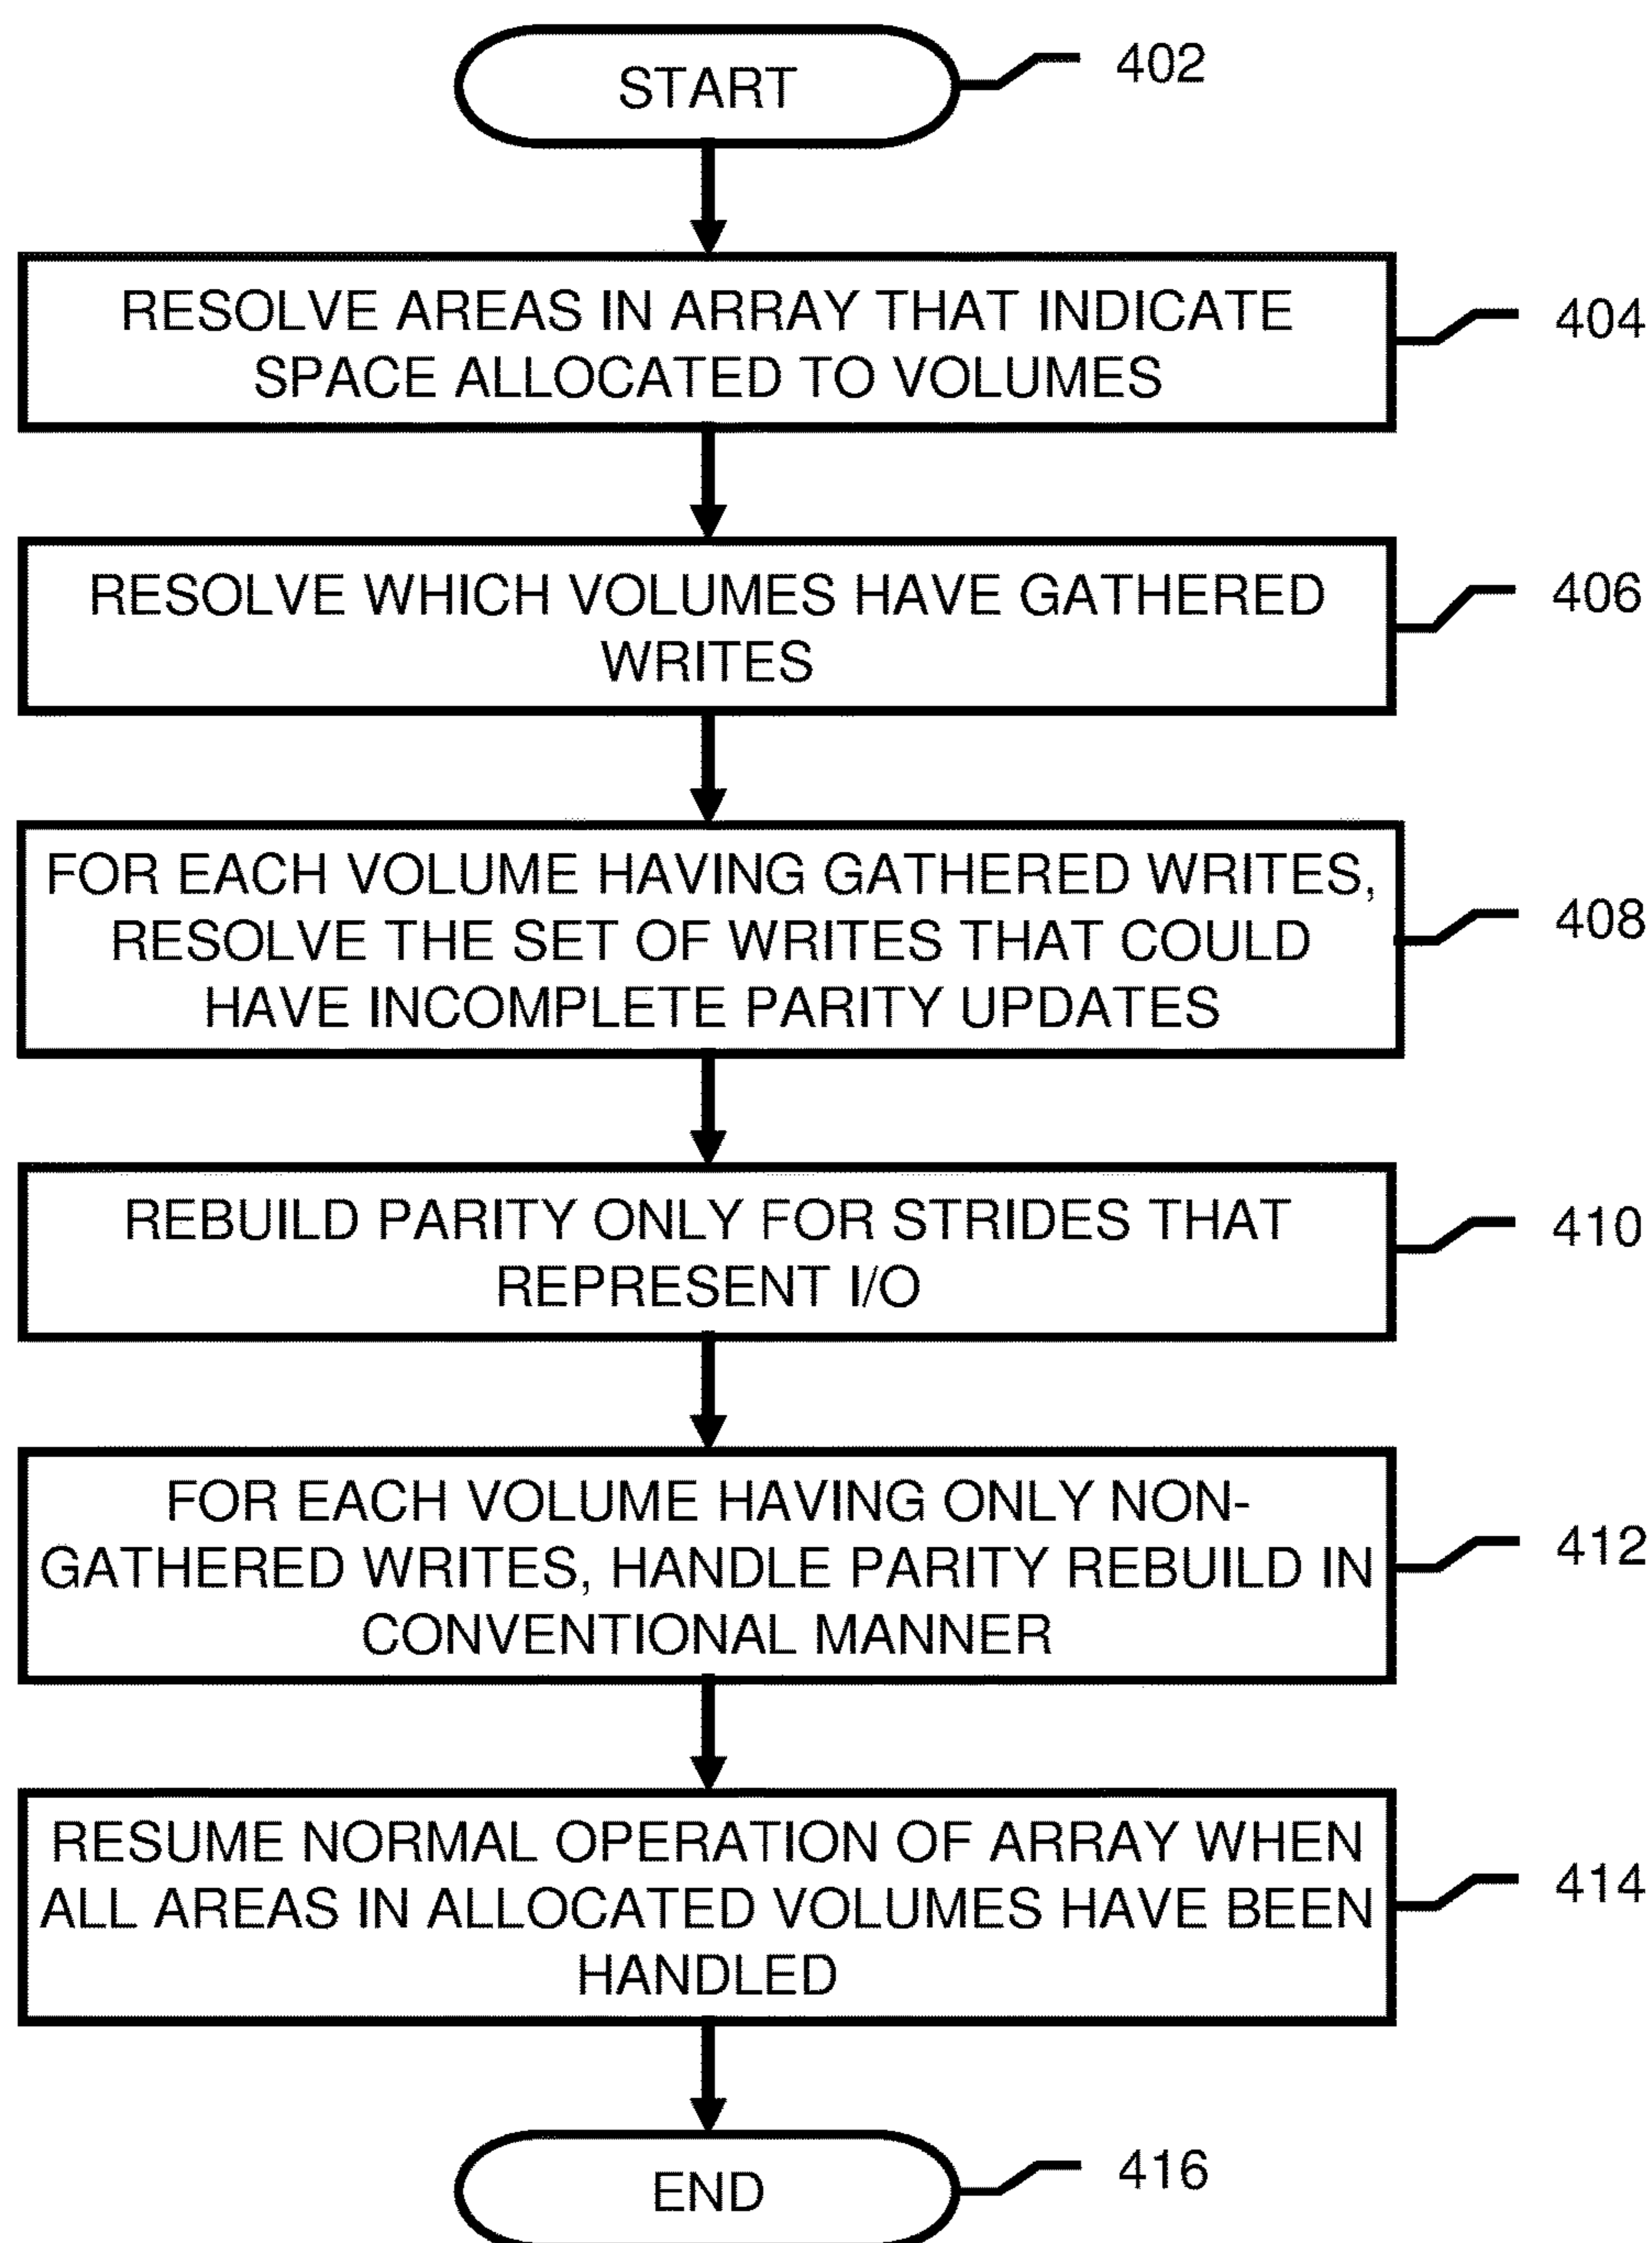 START
402
RESOLVE AREAS IN ARRAY THAT INDICATE
SPACE ALLOCATED TO VOLUMES
404
RESOLVE WHICH VOLUMES HAVE GATHERED
WRITES
406
FOR EACH VOLUME HAVING GATHERED WRITES,
RESOLVE THE SET OF WRITES THAT COULD
HAVE INCOMPLETE PARITY UPDATES
408
REBUILD PARITY ONLY FOR STRIDES THAT
REPRESENT I/O
410
FOR EACH VOLUME HAVING ONLY NON-
GATHERED WRITES, HANDLE PARITY REBUILD IN
CONVENTIONAL MANNER
412
RESUME NORMAL OPERATION OF ARRAY WHEN
ALL AREAS IN ALLOCATED VOLUMES HAVE BEEN
HANDLED
414
END
416